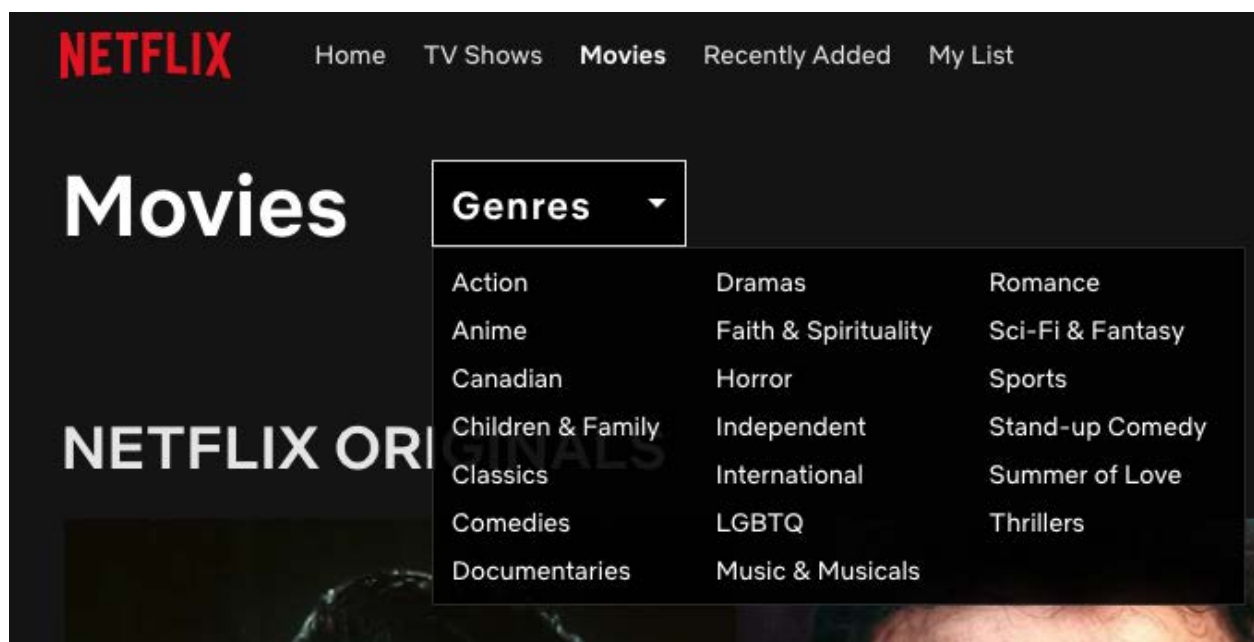 NETFLIX Home TV Shows Movies Recently Added My List
Movies Genres
Action Dramas Romance
Anime Faith & Spirituality Sci-Fi & Fantasy
Canadian Horror Sports
Children & Family Independent Stand-up Comedy
NETFLIX ORIGINALS
Classics International Summer of Love
Comedies LGBTQ Thrillers
Documentaries Music & Musicals